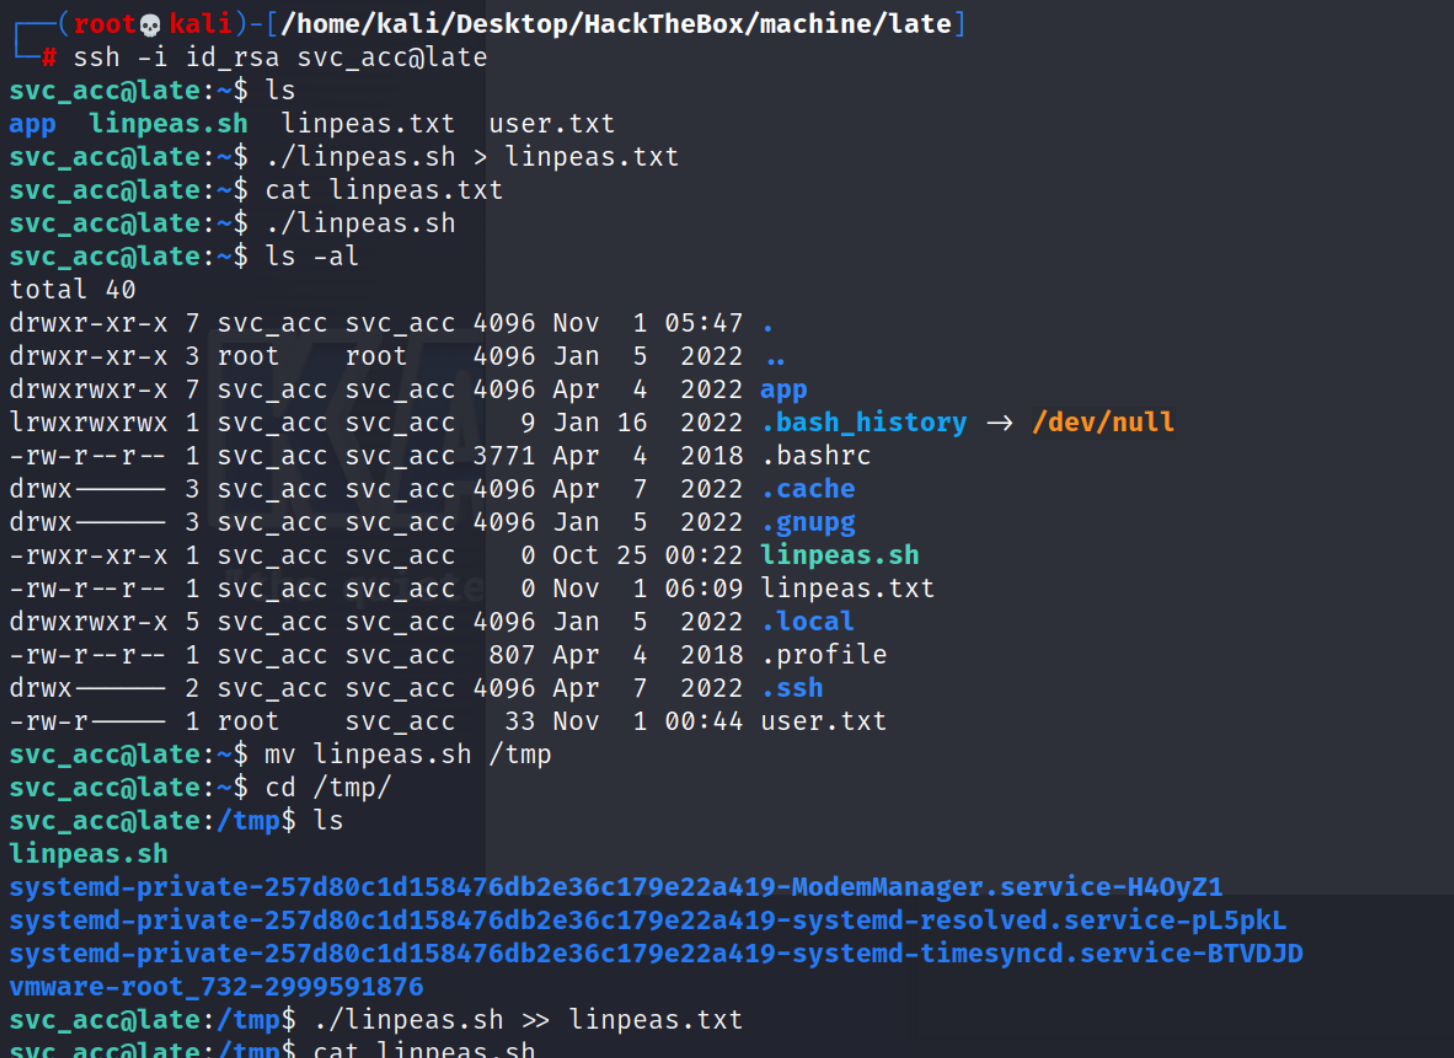 ┌──(root💀kali)-[/home/kali/Desktop/HackTheBox/machine/late]
└─# ssh -i id_rsa svc_acc@late
svc_acc@late:~$ ls
app  linpeas.sh  linpeas.txt  user.txt
svc_acc@late:~$ ./linpeas.sh > linpeas.txt
svc_acc@late:~$ cat linpeas.txt
svc_acc@late:~$ ./linpeas.sh
svc_acc@late:~$ ls -al
total 40
drwxr-xr-x 7 svc_acc svc_acc 4096 Nov  1 05:47 .
drwxr-xr-x 3 root    root    4096 Jan  5  2022 ..
drwxrwxr-x 7 svc_acc svc_acc 4096 Apr  4  2022 app
lrwxrwxrwx 1 svc_acc svc_acc    9 Jan 16  2022 .bash_history -> /dev/null
-rw-r--r-- 1 svc_acc svc_acc 3771 Apr  4  2018 .bashrc
drwx------ 3 svc_acc svc_acc 4096 Apr  7  2022 .cache
drwx------ 3 svc_acc svc_acc 4096 Jan  5  2022 .gnupg
-rwxr-xr-x 1 svc_acc svc_acc    0 Oct 25 00:22 linpeas.sh
-rw-r--r-- 1 svc_acc svc_acc    0 Nov  1 06:09 linpeas.txt
drwxrwxr-x 5 svc_acc svc_acc 4096 Jan  5  2022 .local
-rw-r--r-- 1 svc_acc svc_acc  807 Apr  4  2018 .profile
drwx------ 2 svc_acc svc_acc 4096 Apr  7  2022 .ssh
-rw-r----- 1 root    svc_acc   33 Nov  1 00:44 user.txt
svc_acc@late:~$ mv linpeas.sh /tmp
svc_acc@late:~$ cd /tmp/
svc_acc@late:/tmp$ ls
linpeas.sh
systemd-private-257d80c1d158476db2e36c179e22a419-ModemManager.service-H4OyZ1
systemd-private-257d80c1d158476db2e36c179e22a419-systemd-resolved.service-pL5pkL
systemd-private-257d80c1d158476db2e36c179e22a419-systemd-timesyncd.service-BTVDJD
vmware-root_732-2999591876
svc_acc@late:/tmp$ ./linpeas.sh >> linpeas.txt
svc_acc@late:/tmp$ cat linpeas.sh